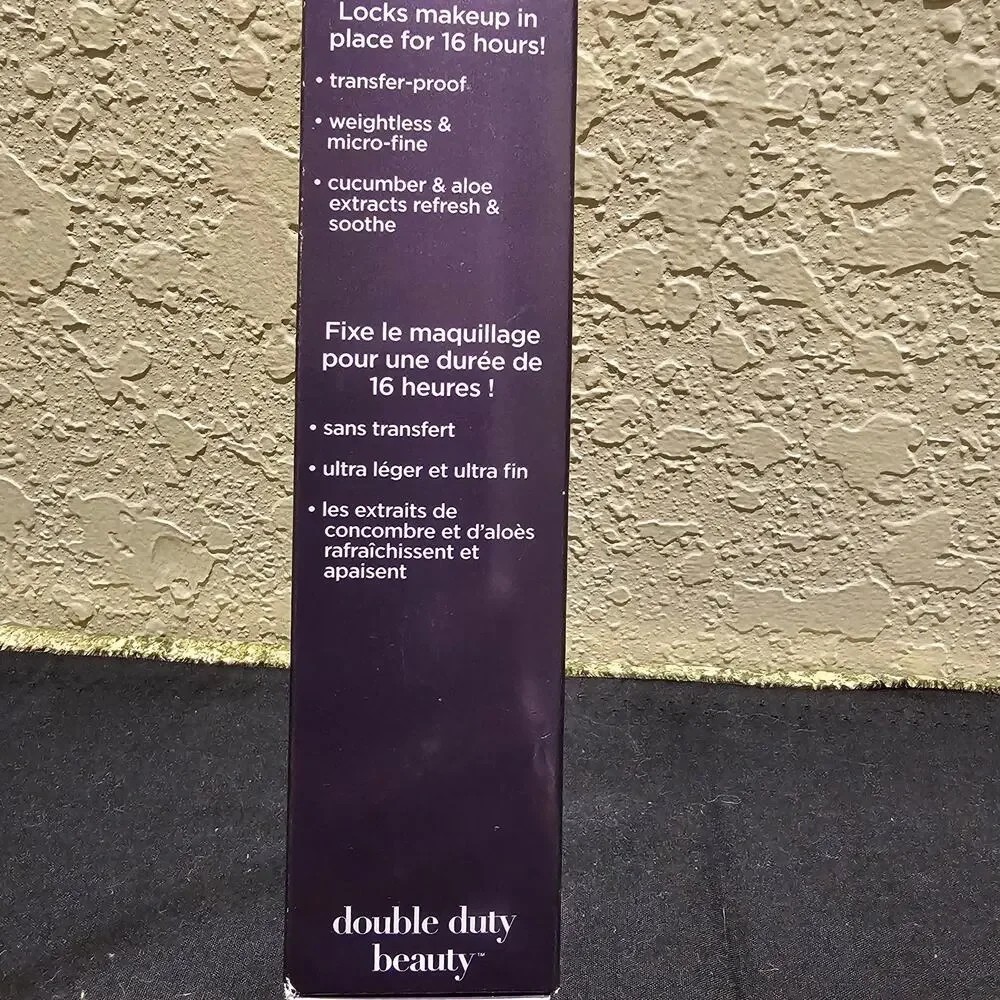 Locks makeup in
place for 16 hours!
• transfer-proof
• weightless &
micro-fine
• cucumber & aloe
extracts refresh &
soothe
Fixe le maquillage
pour une durée de
16 heures !
• sans transfert
• ultra léger et ultra fin
• les extraits de
concombre et d'aloès
rafraîchissent et
apaisent
double duty
beauty™